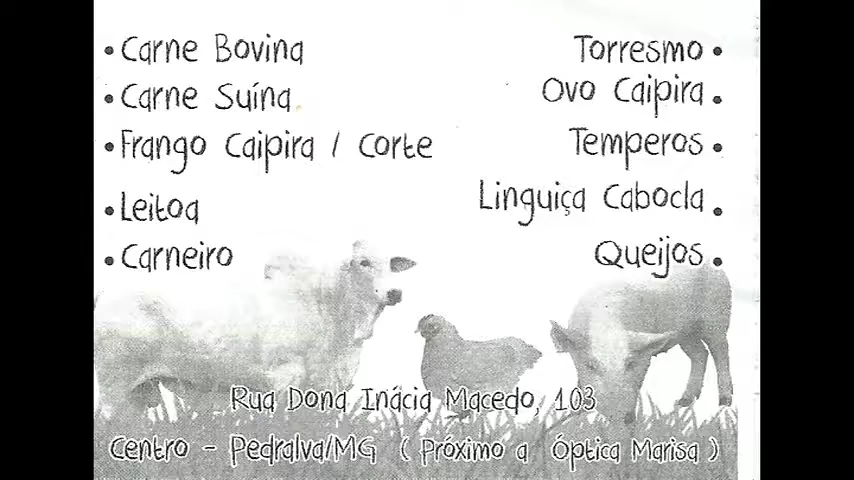 • Carne Bovina
• Carne Suína
• Frango Caipira / Corte
• Leitoa
• Carneiro
Torresmo •
Ovo Caipira •
Temperos •
Linguiça Cabocla •
Queijos •
Rua Dona Inácia Macedo, 103
Centro - Pedralva/MG ( Próximo a Óptica Marisa )